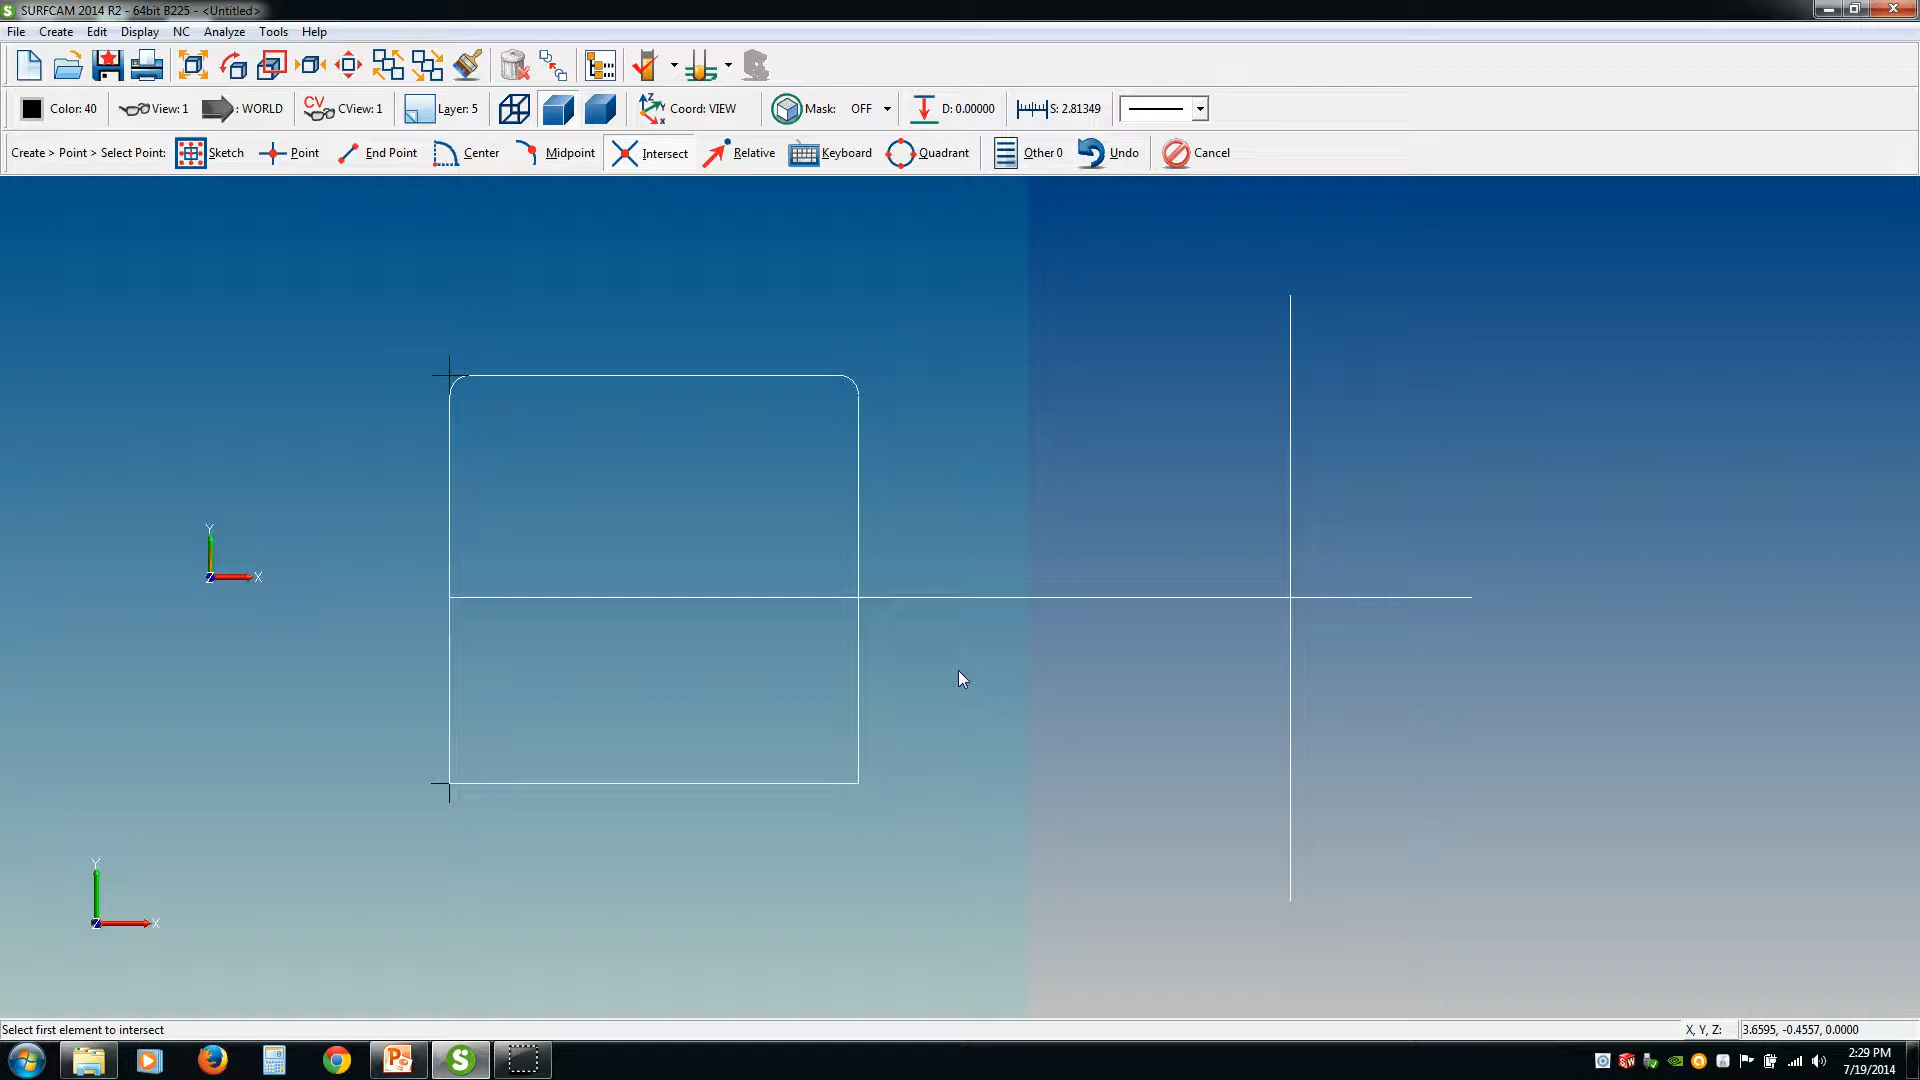 SURFCAM 2014 R2 - 64bit B225 - <Untitled>
File Create Edit Display NC Analyze Tools Help
Color: 40 View: 1 : WORLD CV CView: 1 Layer: 5 Z Y X Coord: VIEW Mask: OFF D: 0.00000 S: 2.81349
Create > Point > Select Point: Sketch Point End Point Center Midpoint Intersect Relative Keyboard Quadrant Other 0 Undo Cancel
Y
Z X
Y
Z X
Select first element to intersect X, Y, Z: 3.6595, -0.4557, 0.0000
2:29 PM
7/19/2014